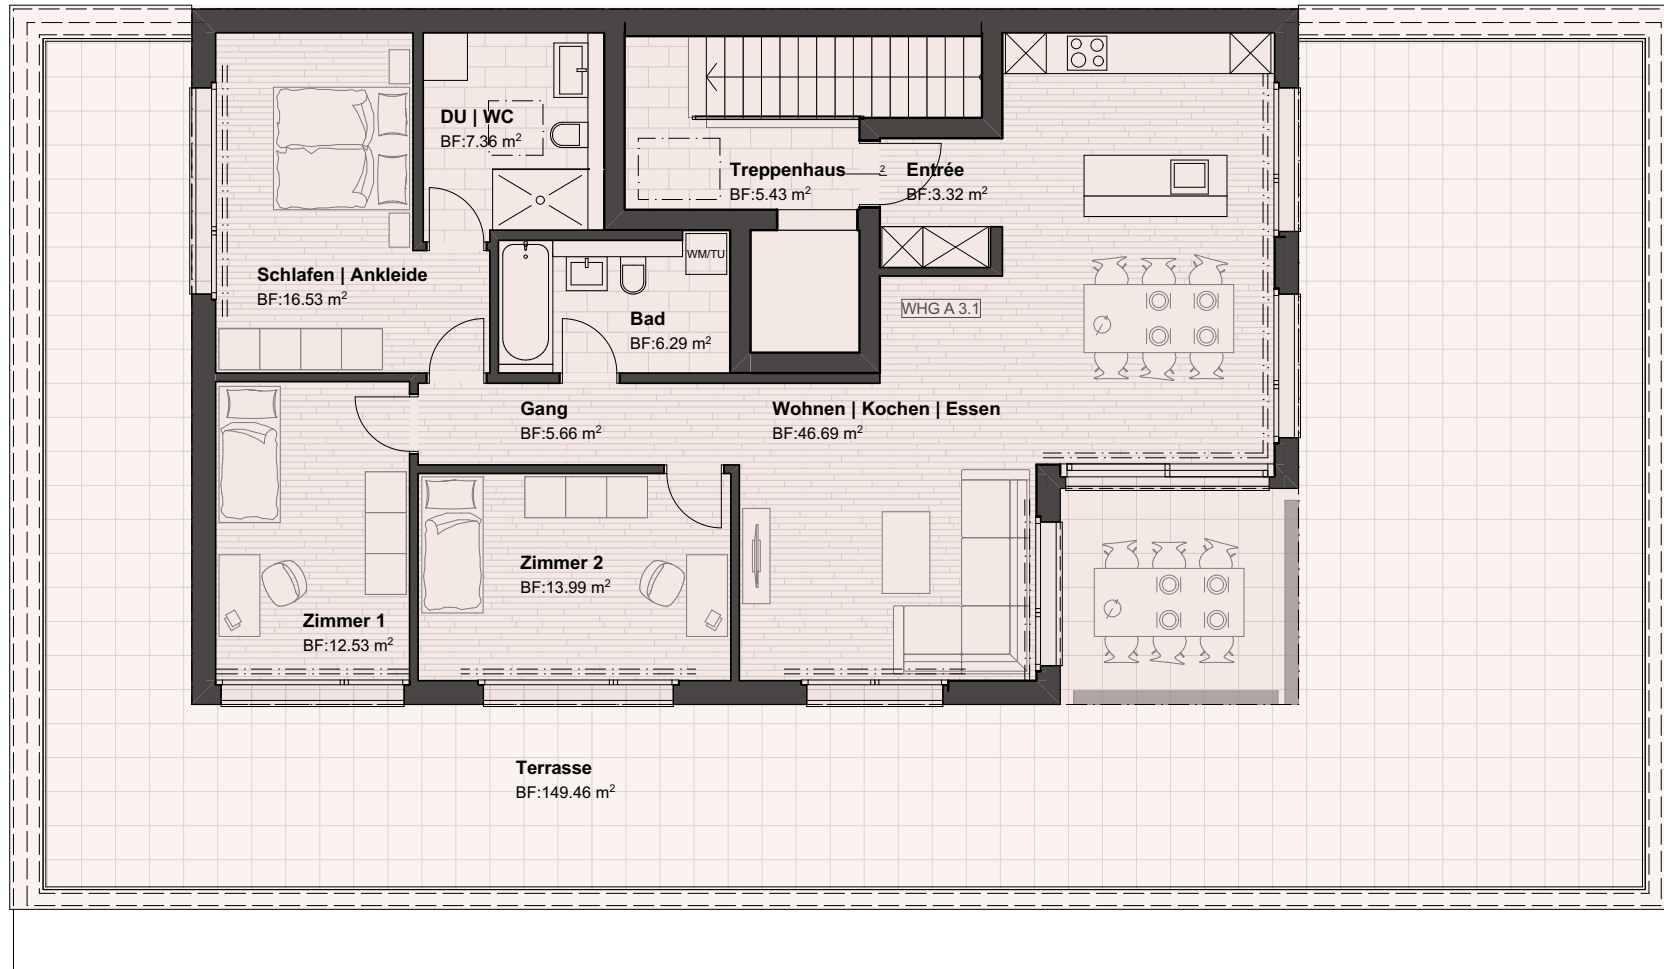 DU | WC
BF:7.36 m²
Treppenhaus
BF:5.43 m²
2
Entrée
BF:3.32 m²
Schlafen | Ankleide
BF:16.53 m²
WM/TU
Bad
BF:6.29 m²
WHG A 3.1
Gang
BF:5.66 m²
Wohnen | Kochen | Essen
BF:46.69 m²
Zimmer 2
BF:13.99 m²
Zimmer 1
BF:12.53 m²
Terrasse
BF:149.46 m²